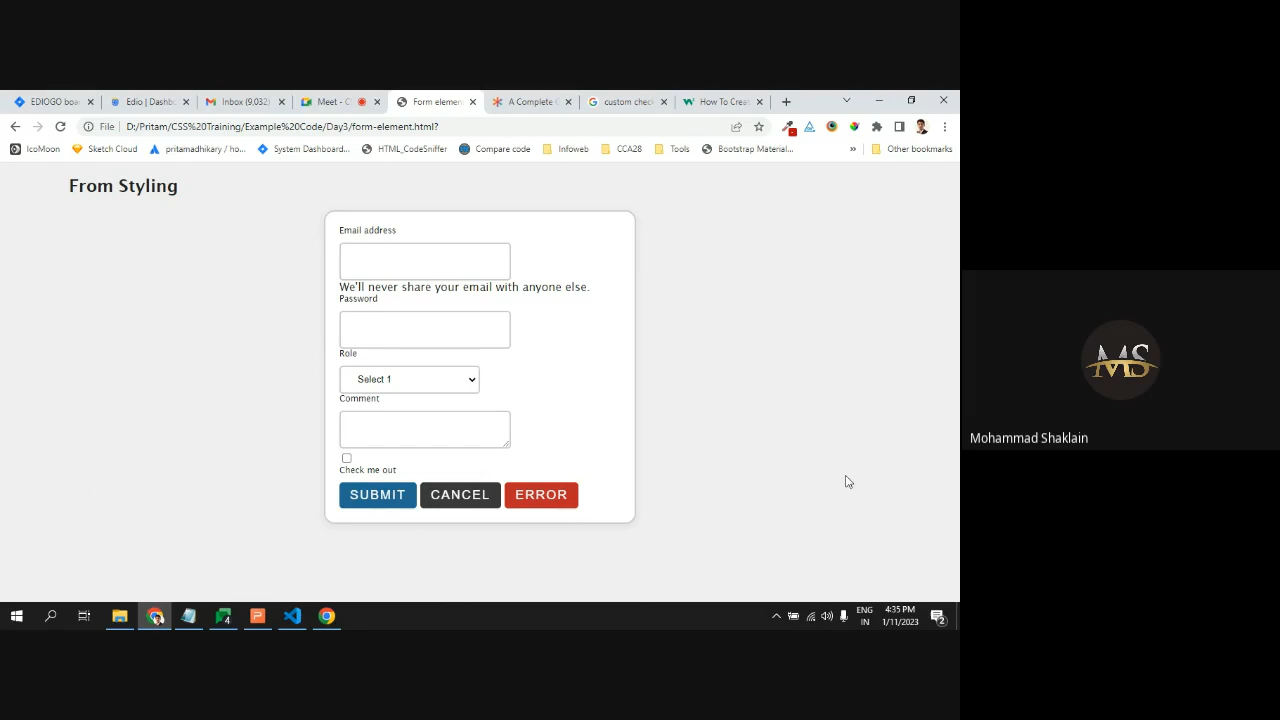 EDIOGO boa
Edio | Dashb
Inbox (9,032)
Meet - C
Form elemen
A Complete
custom chec
How To Creat
File
D:/Pritam/CSS%20Training/Example%20Code/Day3/form-element.html?
IcoMoon
Sketch Cloud
pritamadhikary / ho...
System Dashboard...
HTML_CodeSniffer
Compare code
Infoweb
CCA28
Tools
Bootstrap Material...
»
Other bookmarks
From Styling
Email address
We'll never share your email with anyone else.
Password
Role
Select 1
Comment
Check me out
SUBMIT CANCEL ERROR
MS
Mohammad Shaklain
4
P
ENG
IN
4:35 PM
1/11/2023
2